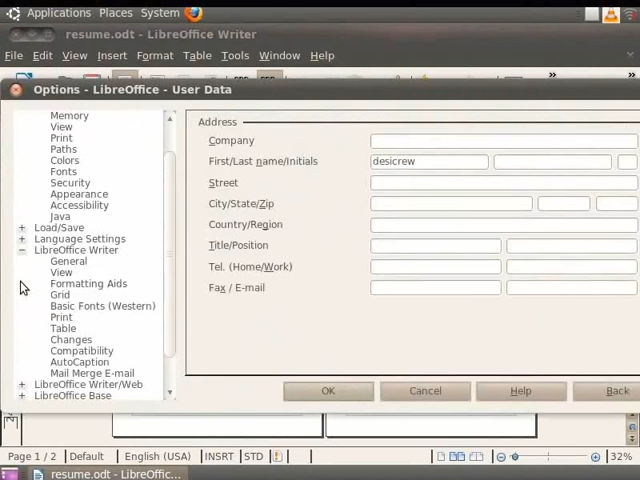 Applications Places System
resume.odt - LibreOffice Writer
File Edit View Insert Format Table Tools Window Help
Options - LibreOffice - User Data
Memory
View
Print
Paths
Colors
Fonts
Security
Appearance
Accessibility
Java
Load/Save
Language Settings
LibreOffice Writer
General
View
Formatting Aids
Grid
Basic Fonts (Western)
Print
Table
Changes
Compatibility
AutoCaption
Mail Merge E-mail
LibreOffice Writer/Web
LibreOffice Base
Address
Company
First/Last name/Initials desicrew
Street
City/State/Zip
Country/Region
Title/Position
Tel. (Home/Work)
Fax / E-mail
OK Cancel Help Back
Page 1 / 2 Default English (USA) INSRT STD 32%
resume.odt - LibreOffic...